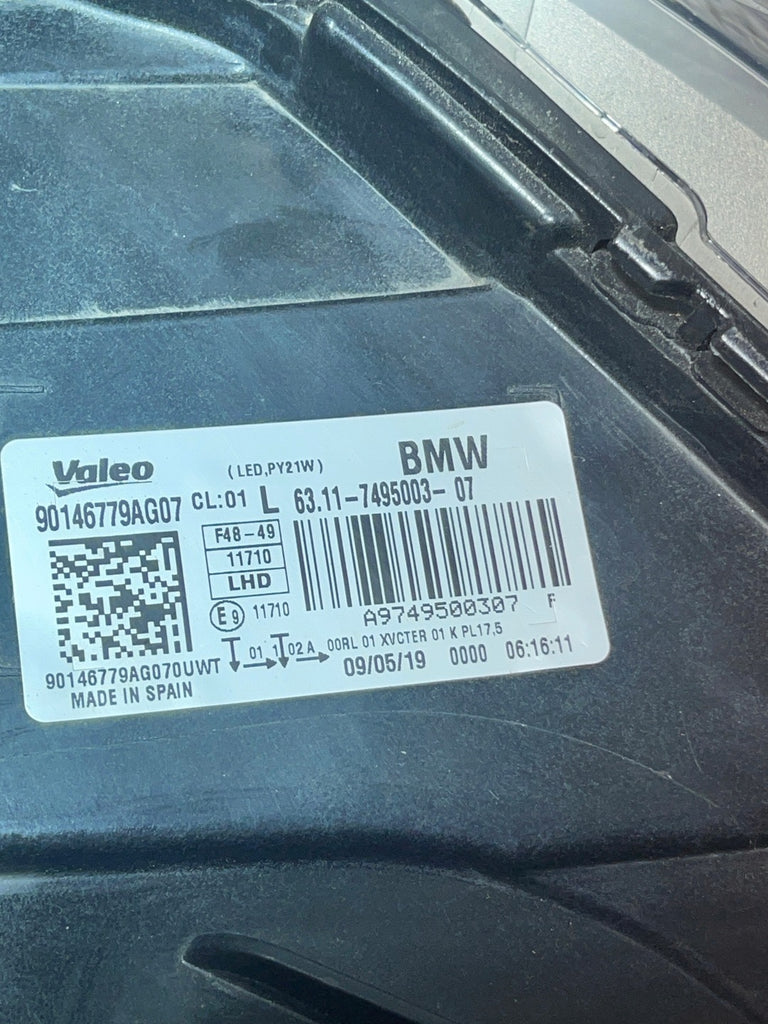 Valeo (LED,PY21W) BMW
90146779AG07 CL:01 L 63.11-7495003-07
F48-49
11710
LHD
E9 11710
A9749500307 F
01 1 02 A 00RL 01 XVCTER 01 K PL17,5
90146779AG070UWT 09/05/19 0000 06:16:11
MADE IN SPAIN